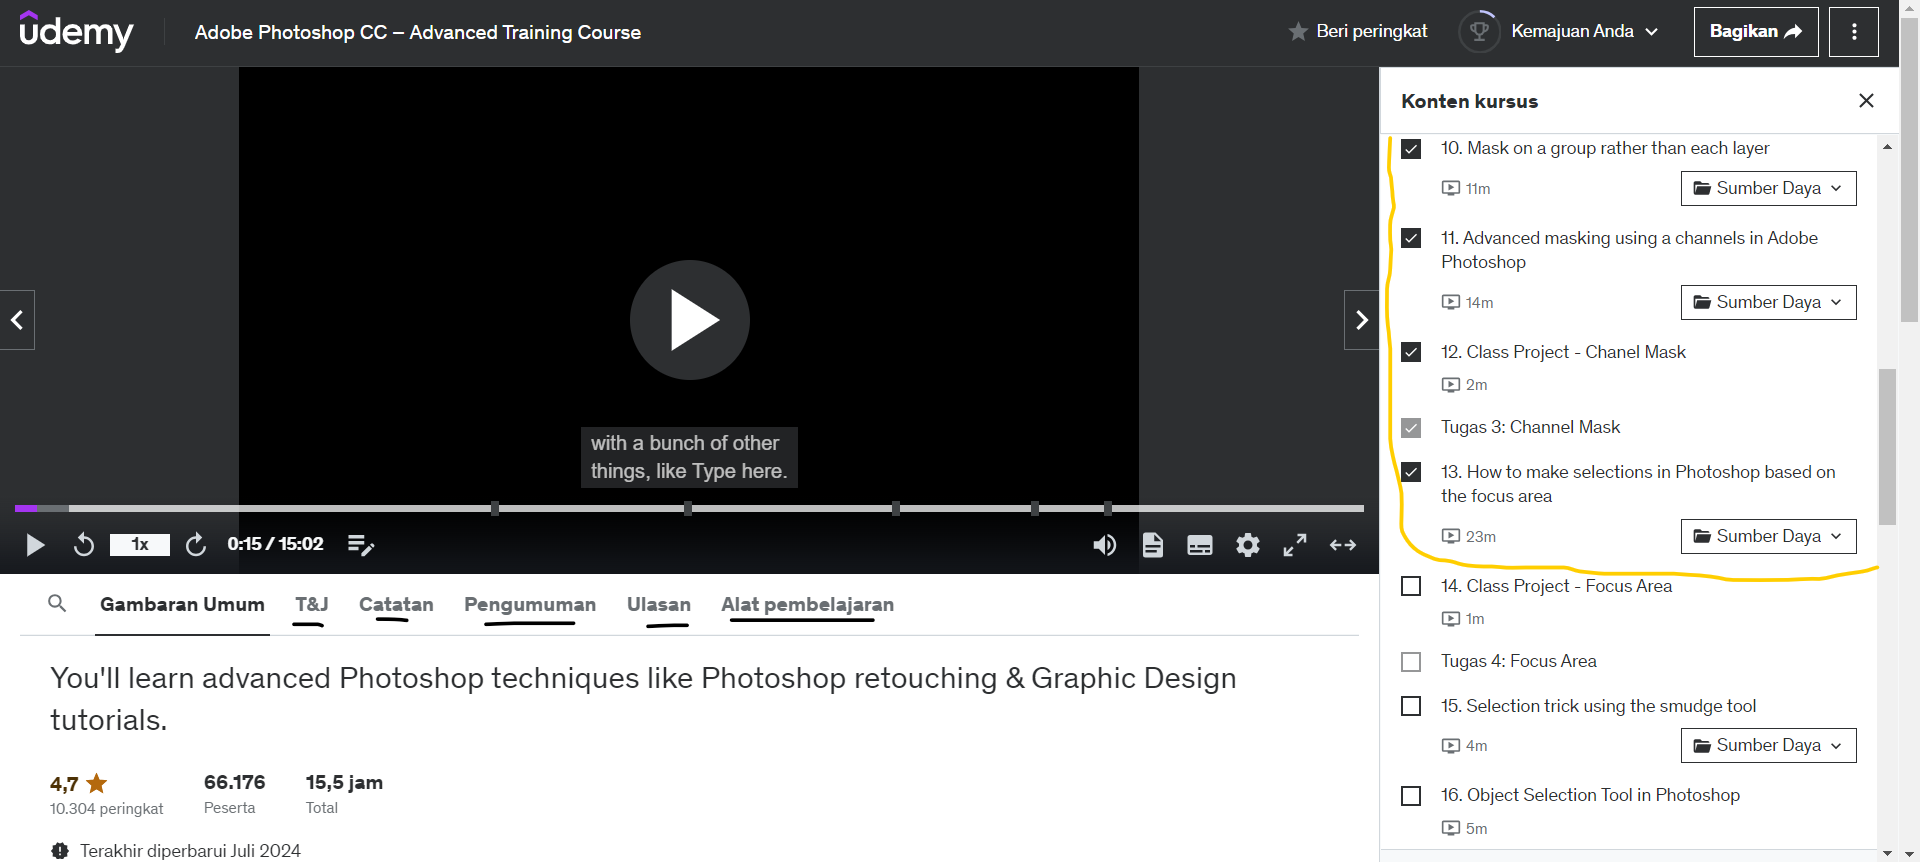 udemy
Adobe Photoshop CC – Advanced Training Course
Beri peringkat
Kemajuan Anda
Bagikan
with a bunch of other
things, like Type here.
1x
0:15 / 15:02
Gambaran Umum
T&J
Catatan
Pengumuman
Ulasan
Alat pembelajaran
You'll learn advanced Photoshop techniques like Photoshop retouching & Graphic Design
tutorials.
4,7
10.304 peringkat
66.176
Peserta
15,5 jam
Total
Terakhir diperbarui Juli 2024
Konten kursus
10. Mask on a group rather than each layer
11m
Sumber Daya
11. Advanced masking using a channels in Adobe
Photoshop
14m
Sumber Daya
12. Class Project - Chanel Mask
2m
Tugas 3: Channel Mask
13. How to make selections in Photoshop based on
the focus area
23m
Sumber Daya
14. Class Project - Focus Area
1m
Tugas 4: Focus Area
15. Selection trick using the smudge tool
4m
Sumber Daya
16. Object Selection Tool in Photoshop
5m